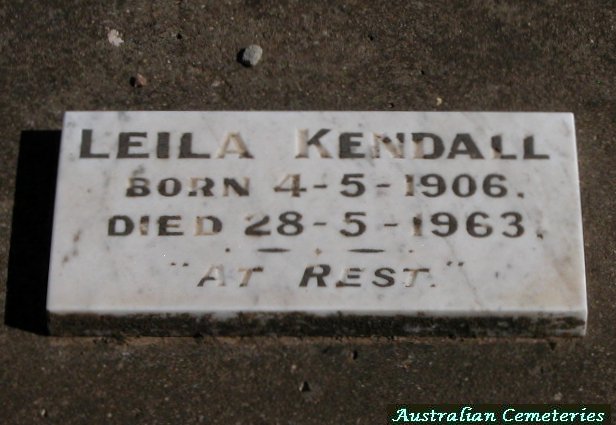 LEILA KENDALL
BORN 4-5-1906.
DIED 28-5-1963.
"AT REST."
Australian Cemeteries